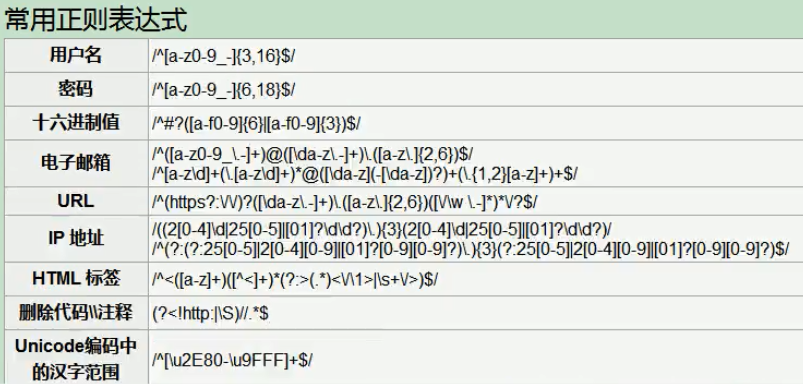 常用正则表达式
用户名 /^[a-z0-9_-]{3,16}$/
密码 /^[a-z0-9_-]{6,18}$/
十六进制值 /^#?([a-f0-9]{6}|[a-f0-9]{3})$/
电子邮箱 /^([a-z0-9_\.-]+)@([\da-z\.-]+)\.([a-z\.]{2,6})$/
/^[a-z\d]+(\.[a-z\d]+)*@([\da-z](-[\da-z])?)+(\.{1,2}[a-z]+)+$/
URL /^(https?:\/\/)?([\da-z\.-]+)\.([a-z\.]{2,6})([\/\w \.-]*)*\/?$/
IP 地址 /((2[0-4]\d|25[0-5]|[01]?\d\d?)\.){3}(2[0-4]\d|25[0-5]|[01]?\d\d?)/
/^(?:(?:25[0-5]|2[0-4][0-9]|[01]?[0-9][0-9]?)\.){3}(?:25[0-5]|2[0-4][0-9]|[01]?[0-9][0-9]?)$/
HTML 标签 /^<([a-z]+)([^<]+)*(?:>(.*)<\/\1>|\s+\/>)$/
删除代码\\注释 (?<!http:|\S)//.*$
Unicode编码中
的汉字范围 /^[\u2E80-\u9FFF]+$/